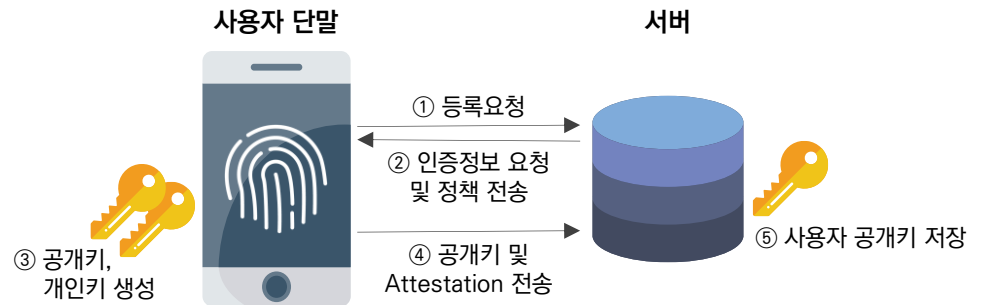 사용자 단말
서버
① 등록요청
② 인증정보 요청
및 정책 전송
③ 공개키,
개인키 생성
④ 공개키 및
Attestation 전송
⑤ 사용자 공개키 저장